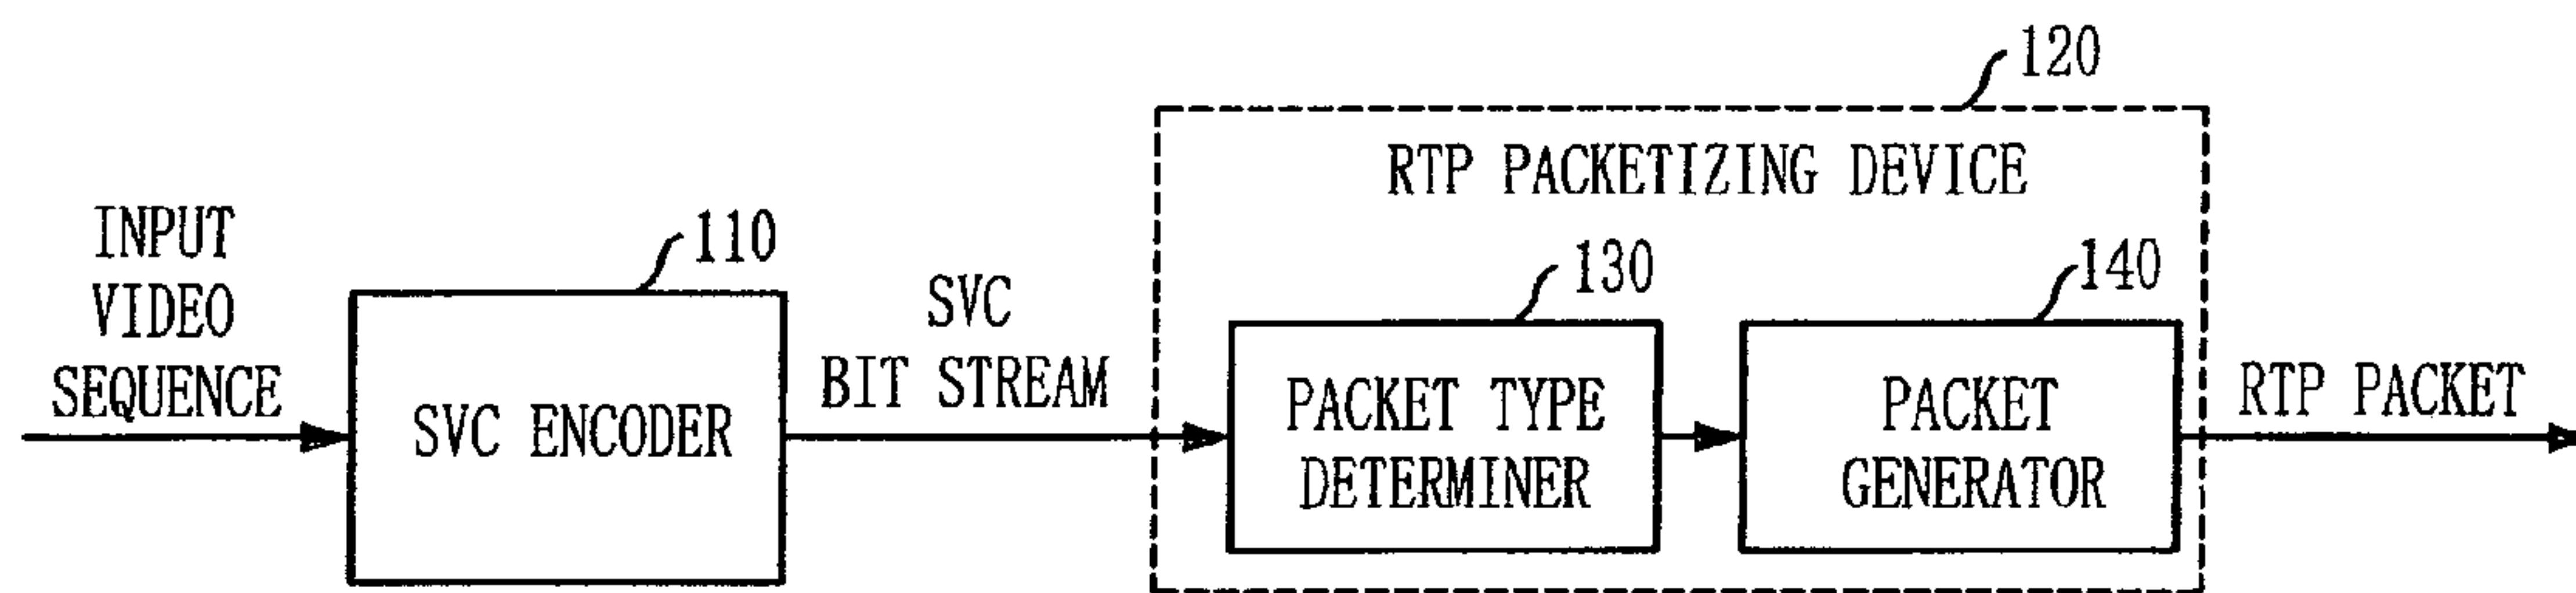 120
RTP PACKETIZING DEVICE
INPUT
VIDEO
SEQUENCE
110
SVC ENCODER
SVC
BIT STREAM
130
PACKET TYPE
DETERMINER
140
PACKET
GENERATOR
RTP PACKET